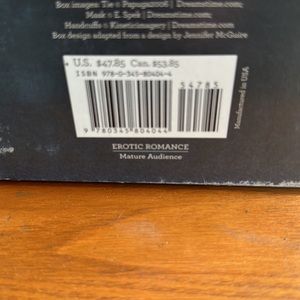 Box images: Tie © Papuga2006 | Dreamstime.com;
Mask © E. Spek | Dreamstime.com;
Handcuffs © Kineticimagery | Dreamstime.com
Box design adapted from a design by Jennifer McGuire
U.S. $47.85 Can. $53.85
ISBN 978-0-345-80404-4
54785
9 780345 804044
Manufactured in USA
EROTIC ROMANCE
Mature Audience